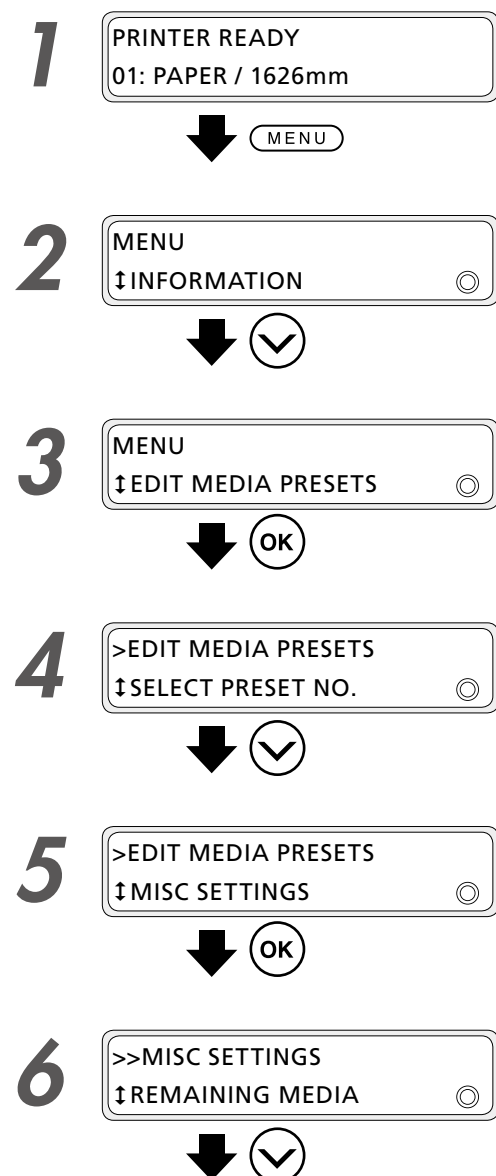 1
PRINTER READY
01: PAPER / 1626mm
MENU
2
MENU
↕INFORMATION
3
MENU
↕EDIT MEDIA PRESETS
OK
4
>EDIT MEDIA PRESETS
↕SELECT PRESET NO.
5
>EDIT MEDIA PRESETS
↕MISC SETTINGS
OK
6
>>MISC SETTINGS
↕REMAINING MEDIA